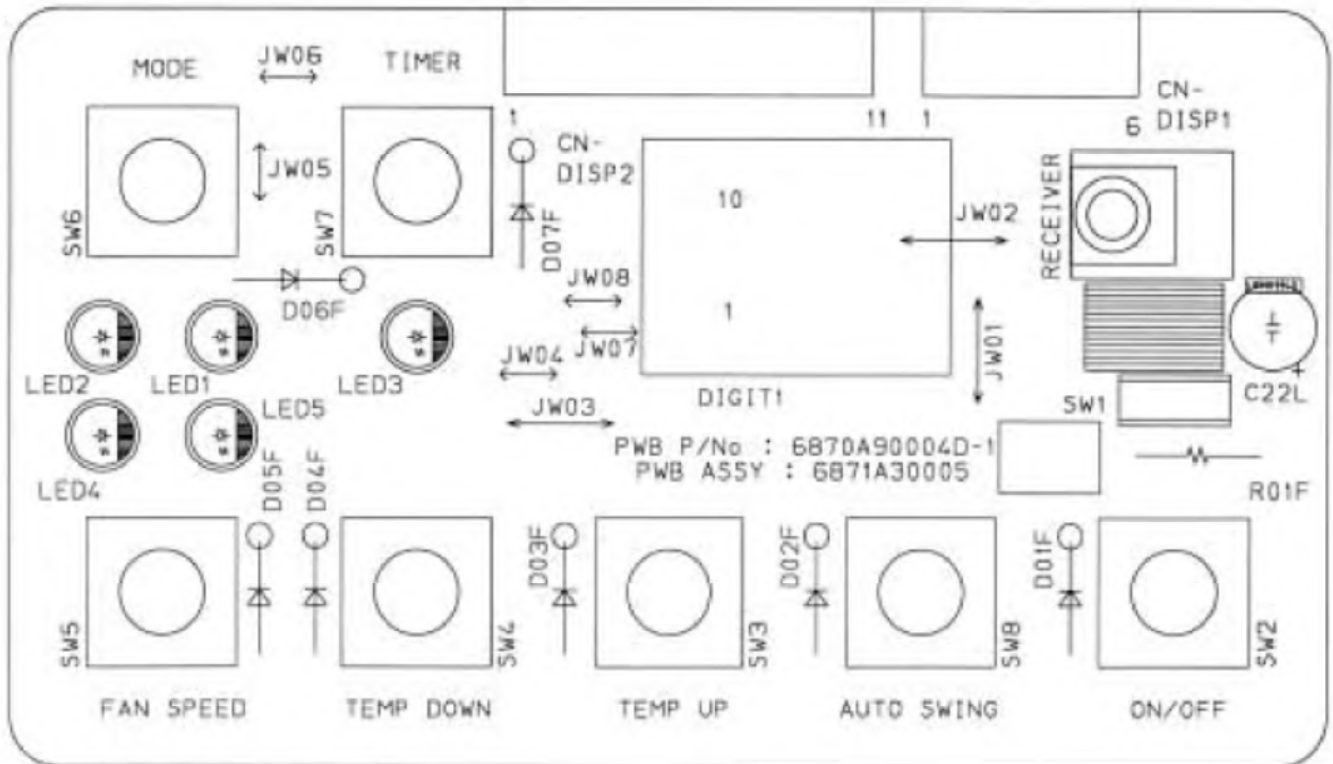 MODE
JW06
TIMER
CN-
DISP1
1
11
1
6
CN-
DISP2
JW05
SW6
SW7
D07F
10
JW02
RECEIVER
D06F
JW08
1
JW07
JW01
LED2
LED1
LED3
JW04
DIGIT1
SW1
C22L
+
LED5
JW03
PWB P/No : 6870A90004D-1
PWB ASSY : 6871A30005
LED4
D05F
D04F
R01F
D03F
D02F
D01F
SW5
SW4
SW3
SW8
SW2
FAN SPEED
TEMP DOWN
TEMP UP
AUTO SWING
ON/OFF